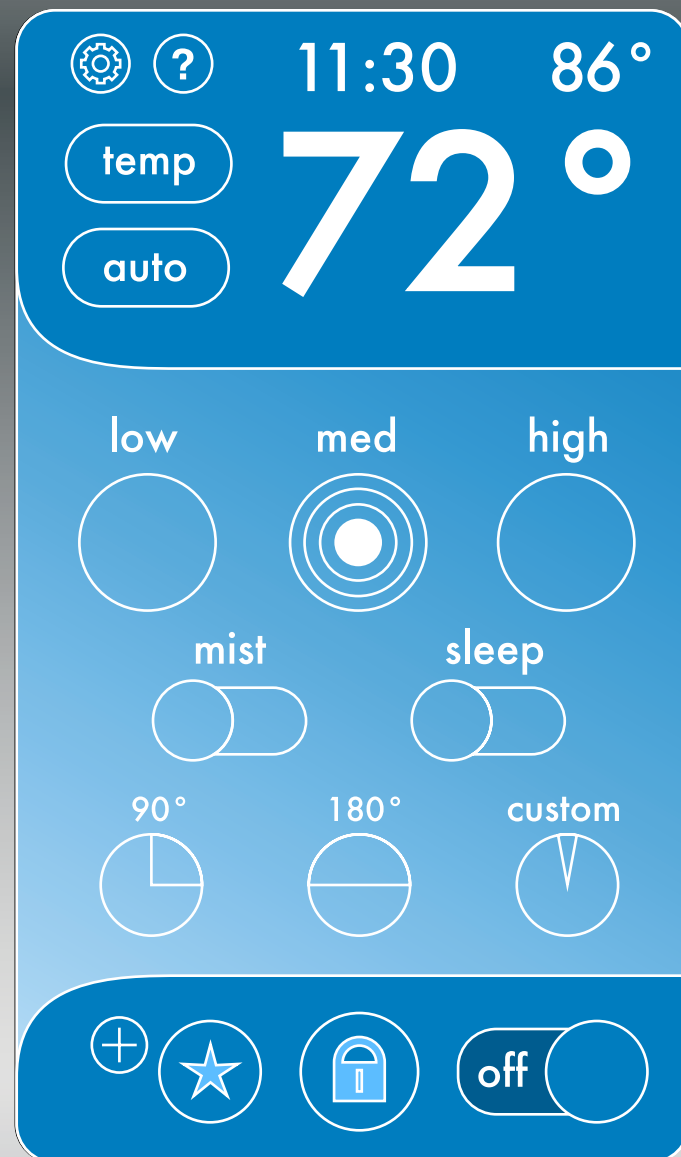 ? 11:30 86°
temp 72°
auto
low med high
mist sleep
90° 180° custom
off